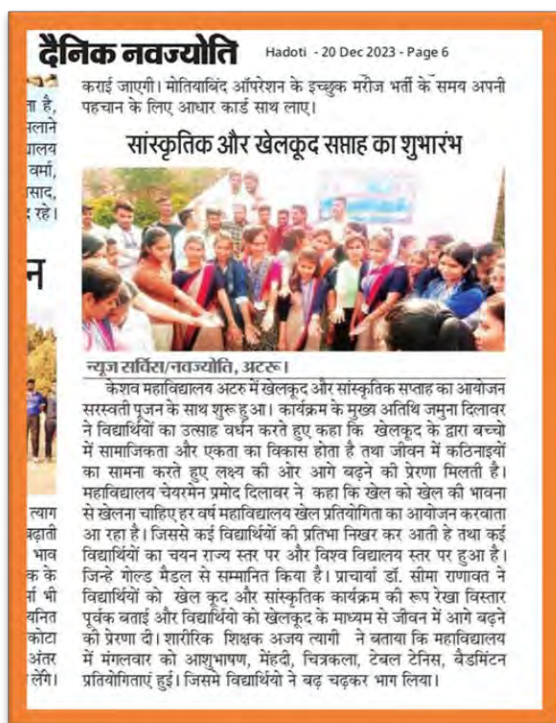 दैनिक नवज्योति
Hadoti - 20 Dec 2023 - Page 6
कराई जाएगी। मोतियाबिंद ऑपरेशन के इच्छुक मरीज भर्ती के समय अपनी
पहचान के लिए आधार कार्ड साथ लाए।
सांस्कृतिक और खेलकूद सप्ताह का शुभारंभ
न्यूज सर्विस/नवज्योति, अटरू।
केशव महाविद्यालय अटरु में खेलकूद और सांस्कृतिक सप्ताह का आयोजन
सरस्वती पूजन के साथ शुरू हुआ। कार्यक्रम के मुख्य अतिथि जमुना दिलावर
ने विद्यार्थियों का उत्साह वर्धन करते हुए कहा कि खेलकूद के द्वारा बच्चो
में सामाजिकता और एकता का विकास होता है तथा जीवन में कठिनाइयों
का सामना करते हुए लक्ष्य की ओर आगे बढ़ने की प्रेरणा मिलती है।
महाविद्यालय चेयरमेन प्रमोद दिलावर ने कहा कि खेल को खेल की भावना
से खेलना चाहिए हर वर्ष महाविद्यालय खेल प्रतियोगिता का आयोजन करवाता
आ रहा है। जिससे कई विद्यार्थियों की प्रतिभा निखर कर आती हे तथा कई
विद्यार्थियों का चयन राज्य स्तर पर और विश्व विद्यालय स्तर पर हुआ है।
जिन्हे गोल्ड मैडल से सम्मानित किया है। प्राचार्या डॉ. सीमा राणावत ने
विद्यार्थियों को खेल कूद और सांस्कृतिक कार्यक्रम की रूप रेखा विस्तार
पूर्वक बताई और विद्यार्थियो को खेलकूद के माध्यम से जीवन में आगे बढ़ने
की प्रेरणा दी। शारीरिक शिक्षक अजय त्यागी ने बताया कि महाविद्यालय
में मंगलवार को आशुभाषण, मेंहदी, चित्रकला, टेबल टेनिस, बैडमिंटन
प्रतियोगिताएं हुई। जिसमे विद्यार्थियो ने बढ़ चढ़कर भाग लिया।
ता है,
मलाने
वर्मा,
रहे।
न
त्याग
भाव
क के
भी
कोटा
अंतर
लेंगे।